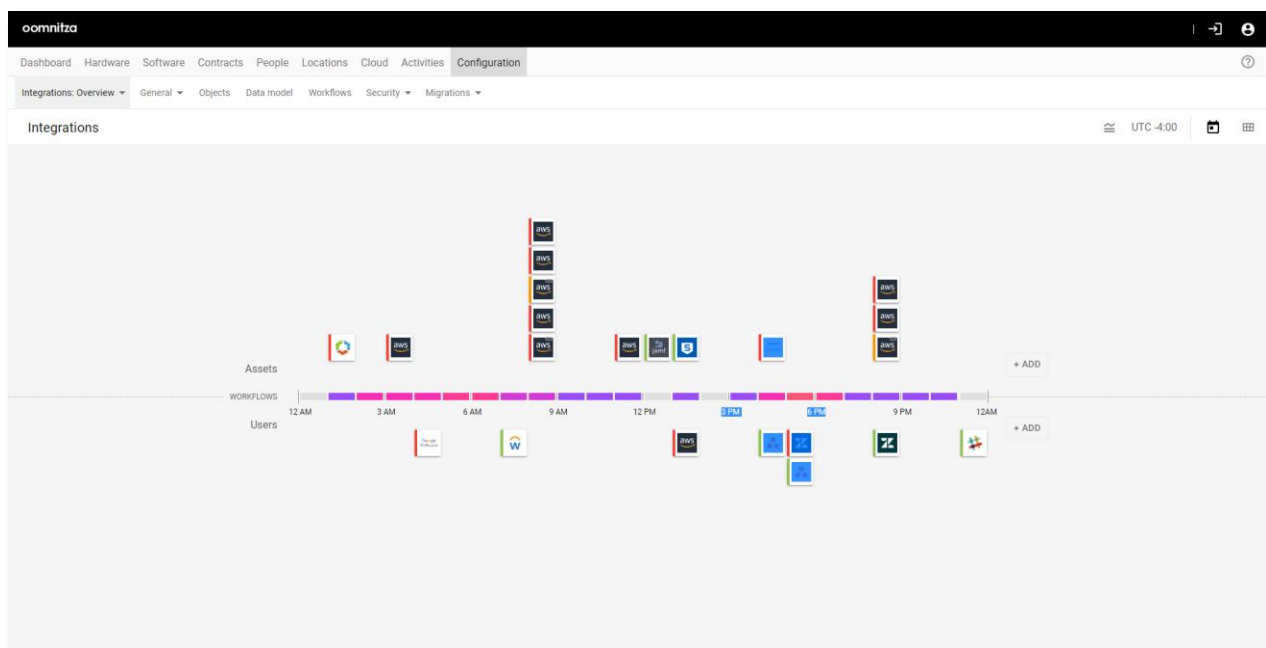 oomnitza
Dashboard Hardware Software Contracts People Locations Cloud Activities Configuration
Integrations: Overview General Objects Data model Workflows Security Migrations
Integrations UTC -4:00
aws
aws
aws aws
aws aws
Assets aws aws jamf 5 aws aws + ADD
WORKFLOWS
12 AM 3 AM 6 AM 9 AM 12 PM 3 PM 6 PM 9 PM 12AM
Users W aws + ADD